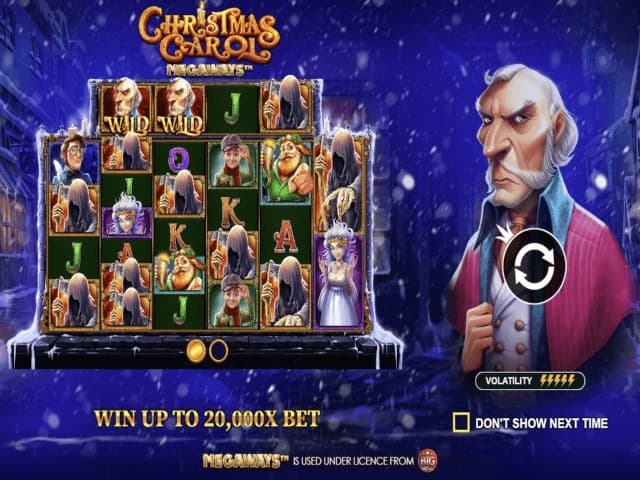 CHRISTMAS
CAROL
MEGAWAYS™
WILD WILD J
O
J
K
K
J A A
J
VOLATILITY
WIN UP TO 20,000X BET
DON'T SHOW NEXT TIME
MEGAWAYS™ IS USED UNDER LICENCE FROM BIG